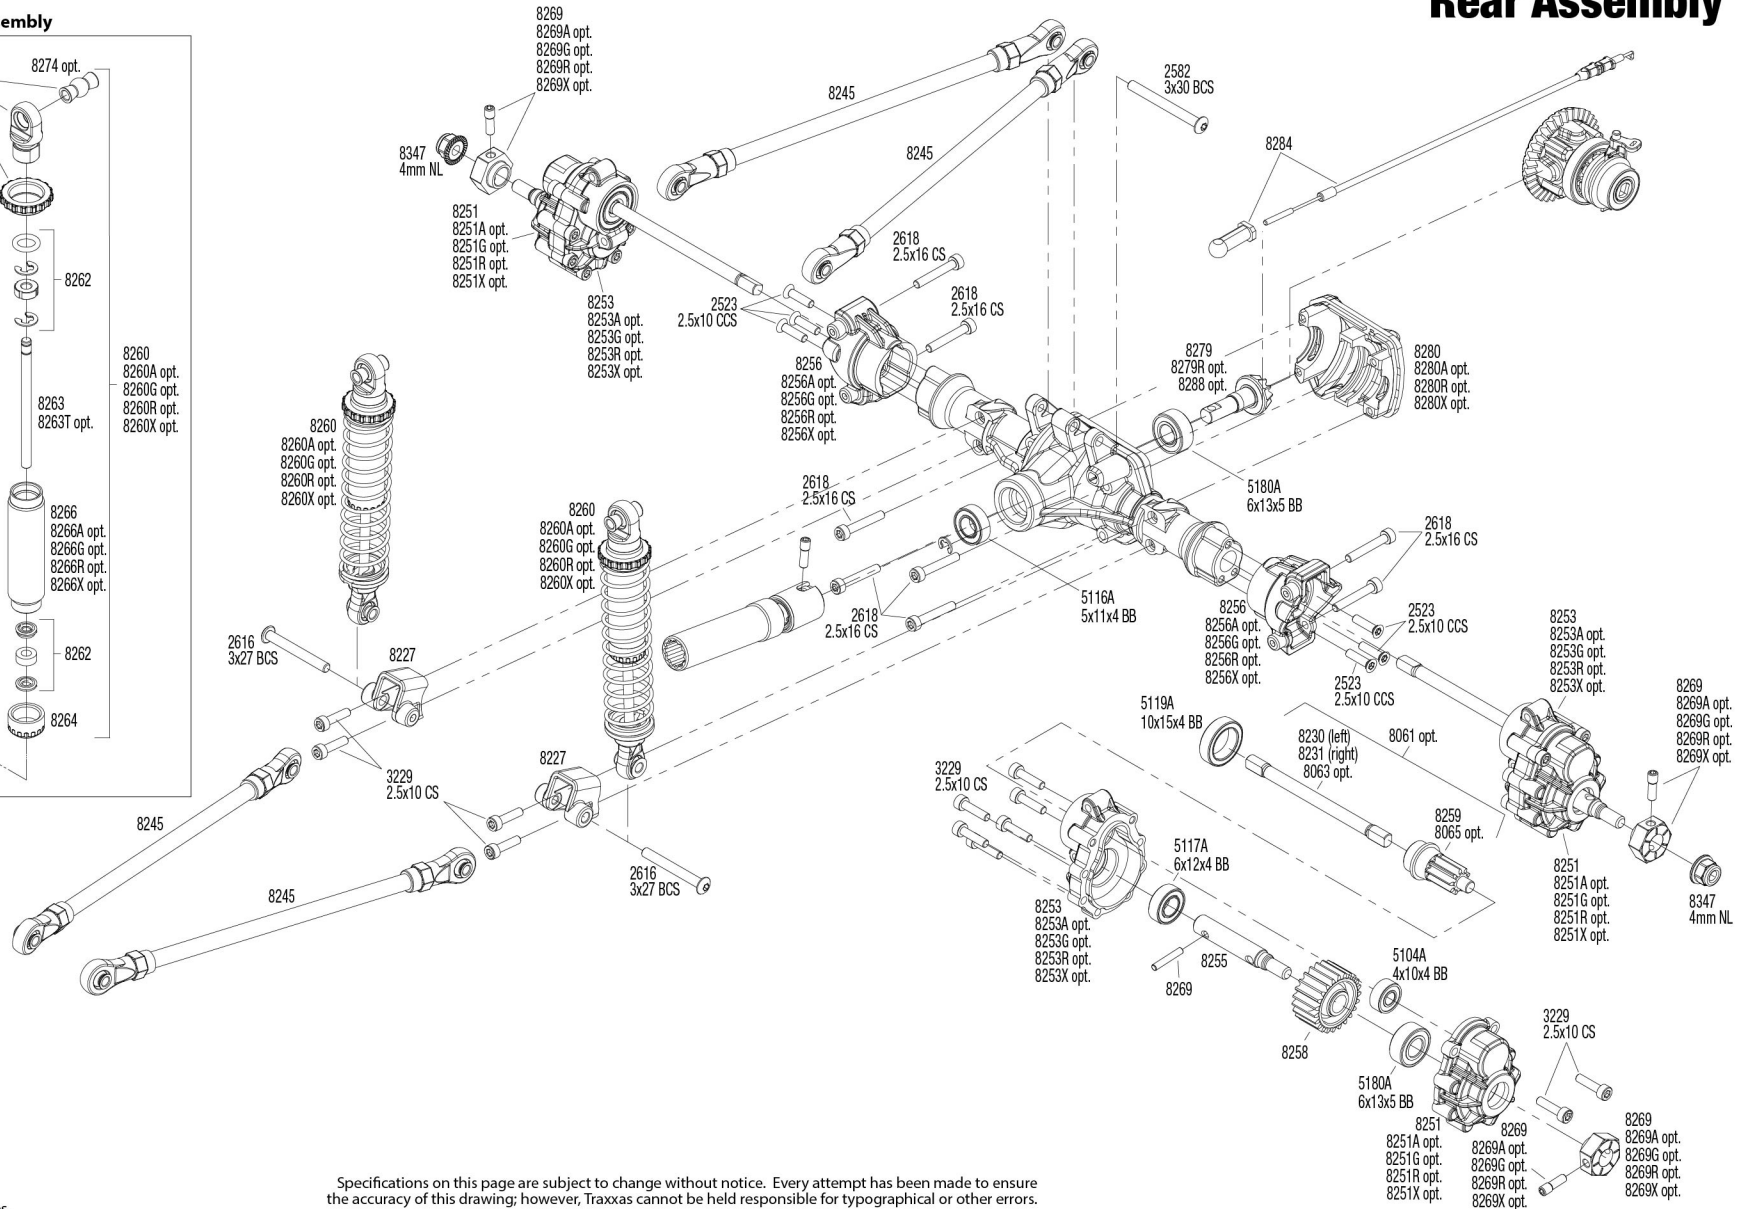 Rear Assembly
embly
8274 opt.
8262
8263
8263T opt.
8260
8260A opt.
8260G opt.
8260R opt.
8260X opt.
8266
8266A opt.
8266G opt.
8266R opt.
8266X opt.
8262
8264
8269
8269A opt.
8269G opt.
8269R opt.
8269X opt.
8347
4mm NL
8251
8251A opt.
8251G opt.
8251R opt.
8251X opt.
8253
8253A opt.
8253G opt.
8253R opt.
8253X opt.
8245
8245
2582
3x30 BCS
8284
2618
2.5x16 CS
2618
2.5x16 CS
2523
2.5x10 CCS
8256
8256A opt.
8256G opt.
8256R opt.
8256X opt.
8279
8279R opt.
8288 opt.
8280
8280A opt.
8280R opt.
8280X opt.
8260
8260A opt.
8260G opt.
8260R opt.
8260X opt.
8260
8260A opt.
8260G opt.
8260R opt.
8260X opt.
2618
2.5x16 CS
5180A
6x13x5 BB
2618
2.5x16 CS
5116A
5x11x4 BB
2618
2.5x16 CS
8256
8256A opt.
8256G opt.
8256R opt.
8256X opt.
2523
2.5x10 CCS
2523
2.5x10 CCS
8253
8253A opt.
8253G opt.
8253R opt.
8253X opt.
8269
8269A opt.
8269G opt.
8269R opt.
8269X opt.
2616
3x27 BCS
8227
8227
3229
2.5x10 CS
2616
3x27 BCS
8245
8245
5119A
10x15x4 BB
8230 (left)
8231 (right)
8063 opt.
8061 opt.
8259
8065 opt.
3229
2.5x10 CS
5117A
6x12x4 BB
8253
8253A opt.
8253G opt.
8253R opt.
8253X opt.
8255
8269
8258
5104A
4x10x4 BB
5180A
6x13x5 BB
8251
8251A opt.
8251G opt.
8251R opt.
8251X opt.
8347
4mm NL
3229
2.5x10 CS
8251
8251A opt.
8251G opt.
8251R opt.
8251X opt.
8269
8269A opt.
8269G opt.
8269R opt.
8269X opt.
8269
8269A opt.
8269G opt.
8269R opt.
8269X opt.
Specifications on this page are subject to change without notice. Every attempt has been made to ensure
the accuracy of this drawing; however, Traxxas cannot be held responsible for typographical or other errors.